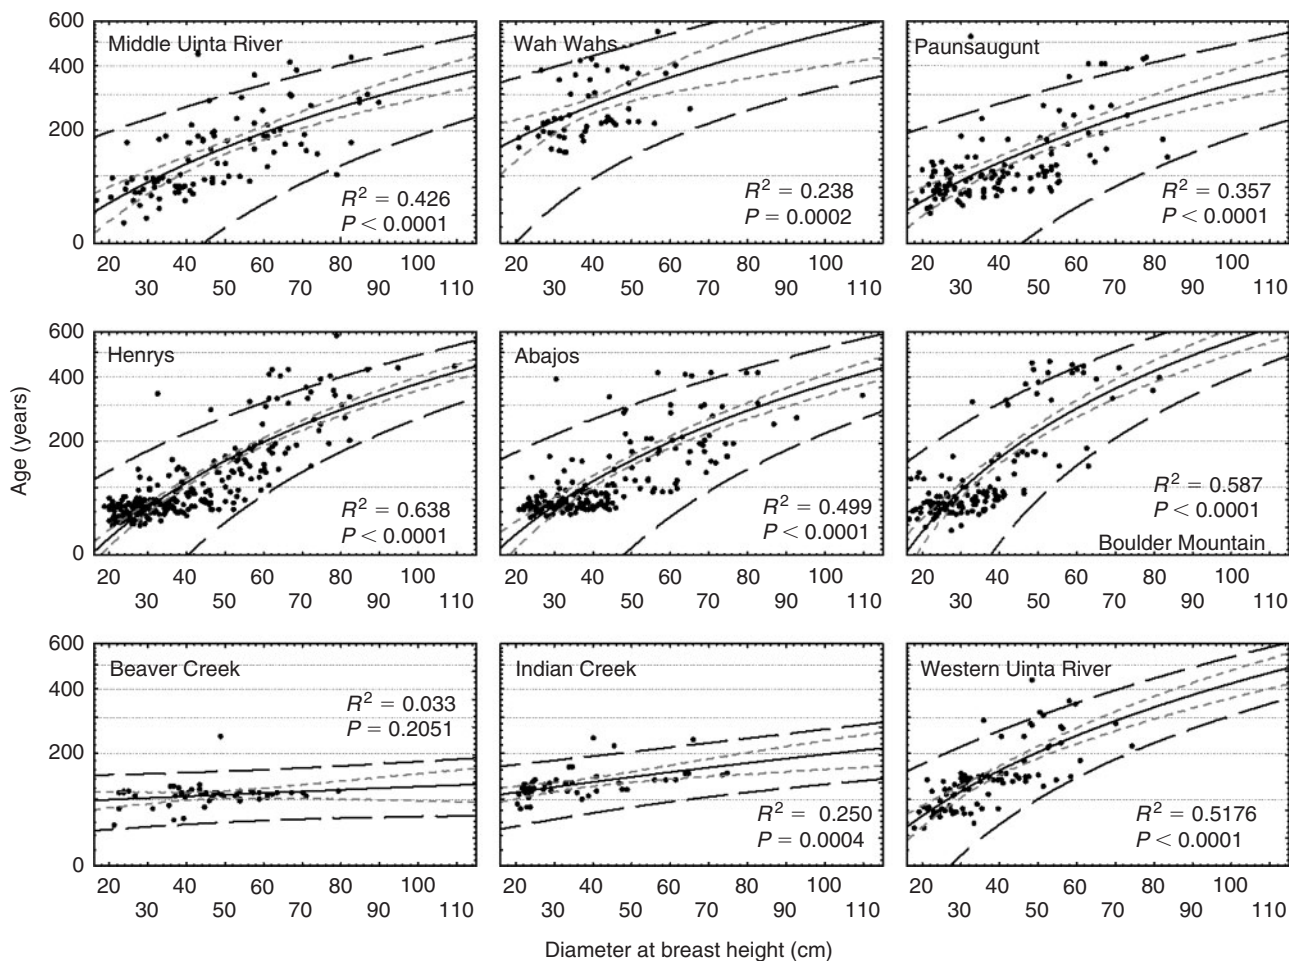 Middle Uinta River
R² = 0.426
P < 0.0001
600
400
200
0
20 40 60 80 100
30 50 70 90 110
Wah Wahs
R² = 0.238
P = 0.0002
20 40 60 80 100
30 50 70 90 110
Paunsaugunt
R² = 0.357
P < 0.0001
20 40 60 80 100
30 50 70 90 110
Age (years)
Henrys
R² = 0.638
P < 0.0001
600
400
200
0
20 40 60 80 100
30 50 70 90 110
Abajos
R² = 0.499
P < 0.0001
20 40 60 80 100
30 50 70 90 110
R² = 0.587
P < 0.0001
Boulder Mountain
20 40 60 80 100
30 50 70 90 110
Beaver Creek
R² = 0.033
P = 0.2051
600
400
200
0
20 40 60 80 100
30 50 70 90 110
Indian Creek
R² = 0.250
P = 0.0004
20 40 60 80 100
30 50 70 90 110
Western Uinta River
R² = 0.5176
P < 0.0001
20 40 60 80 100
30 50 70 90 110
Diameter at breast height (cm)